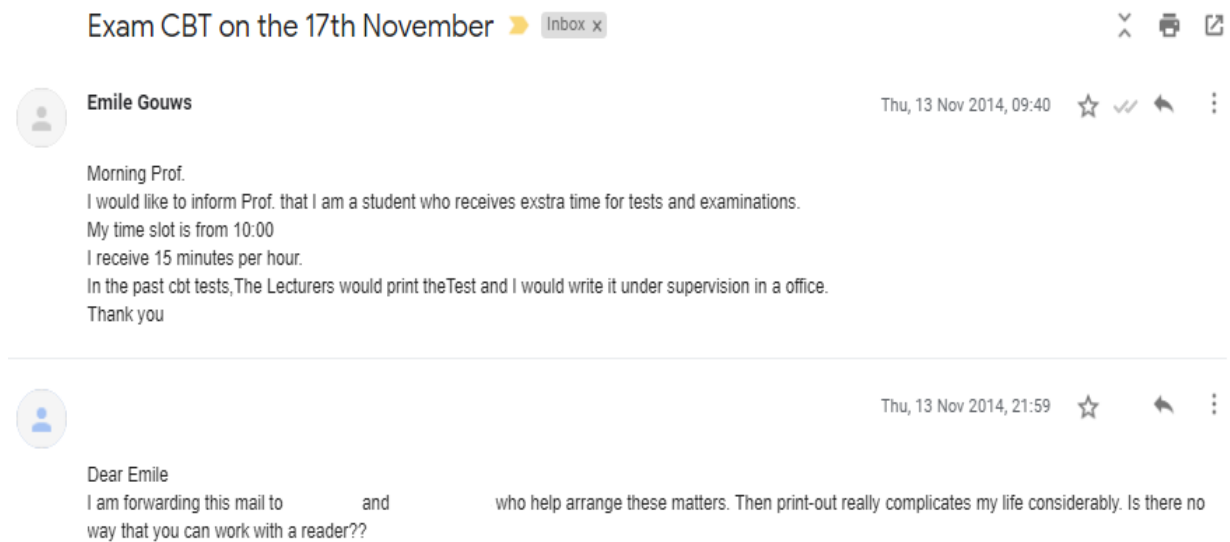 Exam CBT on the 17th November
Inbox x
Emile Gouws
Thu, 13 Nov 2014, 09:40
Morning Prof.
I would like to inform Prof. that I am a student who receives exstra time for tests and examinations.
My time slot is from 10:00
I receive 15 minutes per hour.
In the past cbt tests,The Lecturers would print theTest and I would write it under supervision in a office.
Thank you
Thu, 13 Nov 2014, 21:59
Dear Emile
I am forwarding this mail to and who help arrange these matters. Then print-out really complicates my life considerably. Is there no
way that you can work with a reader??